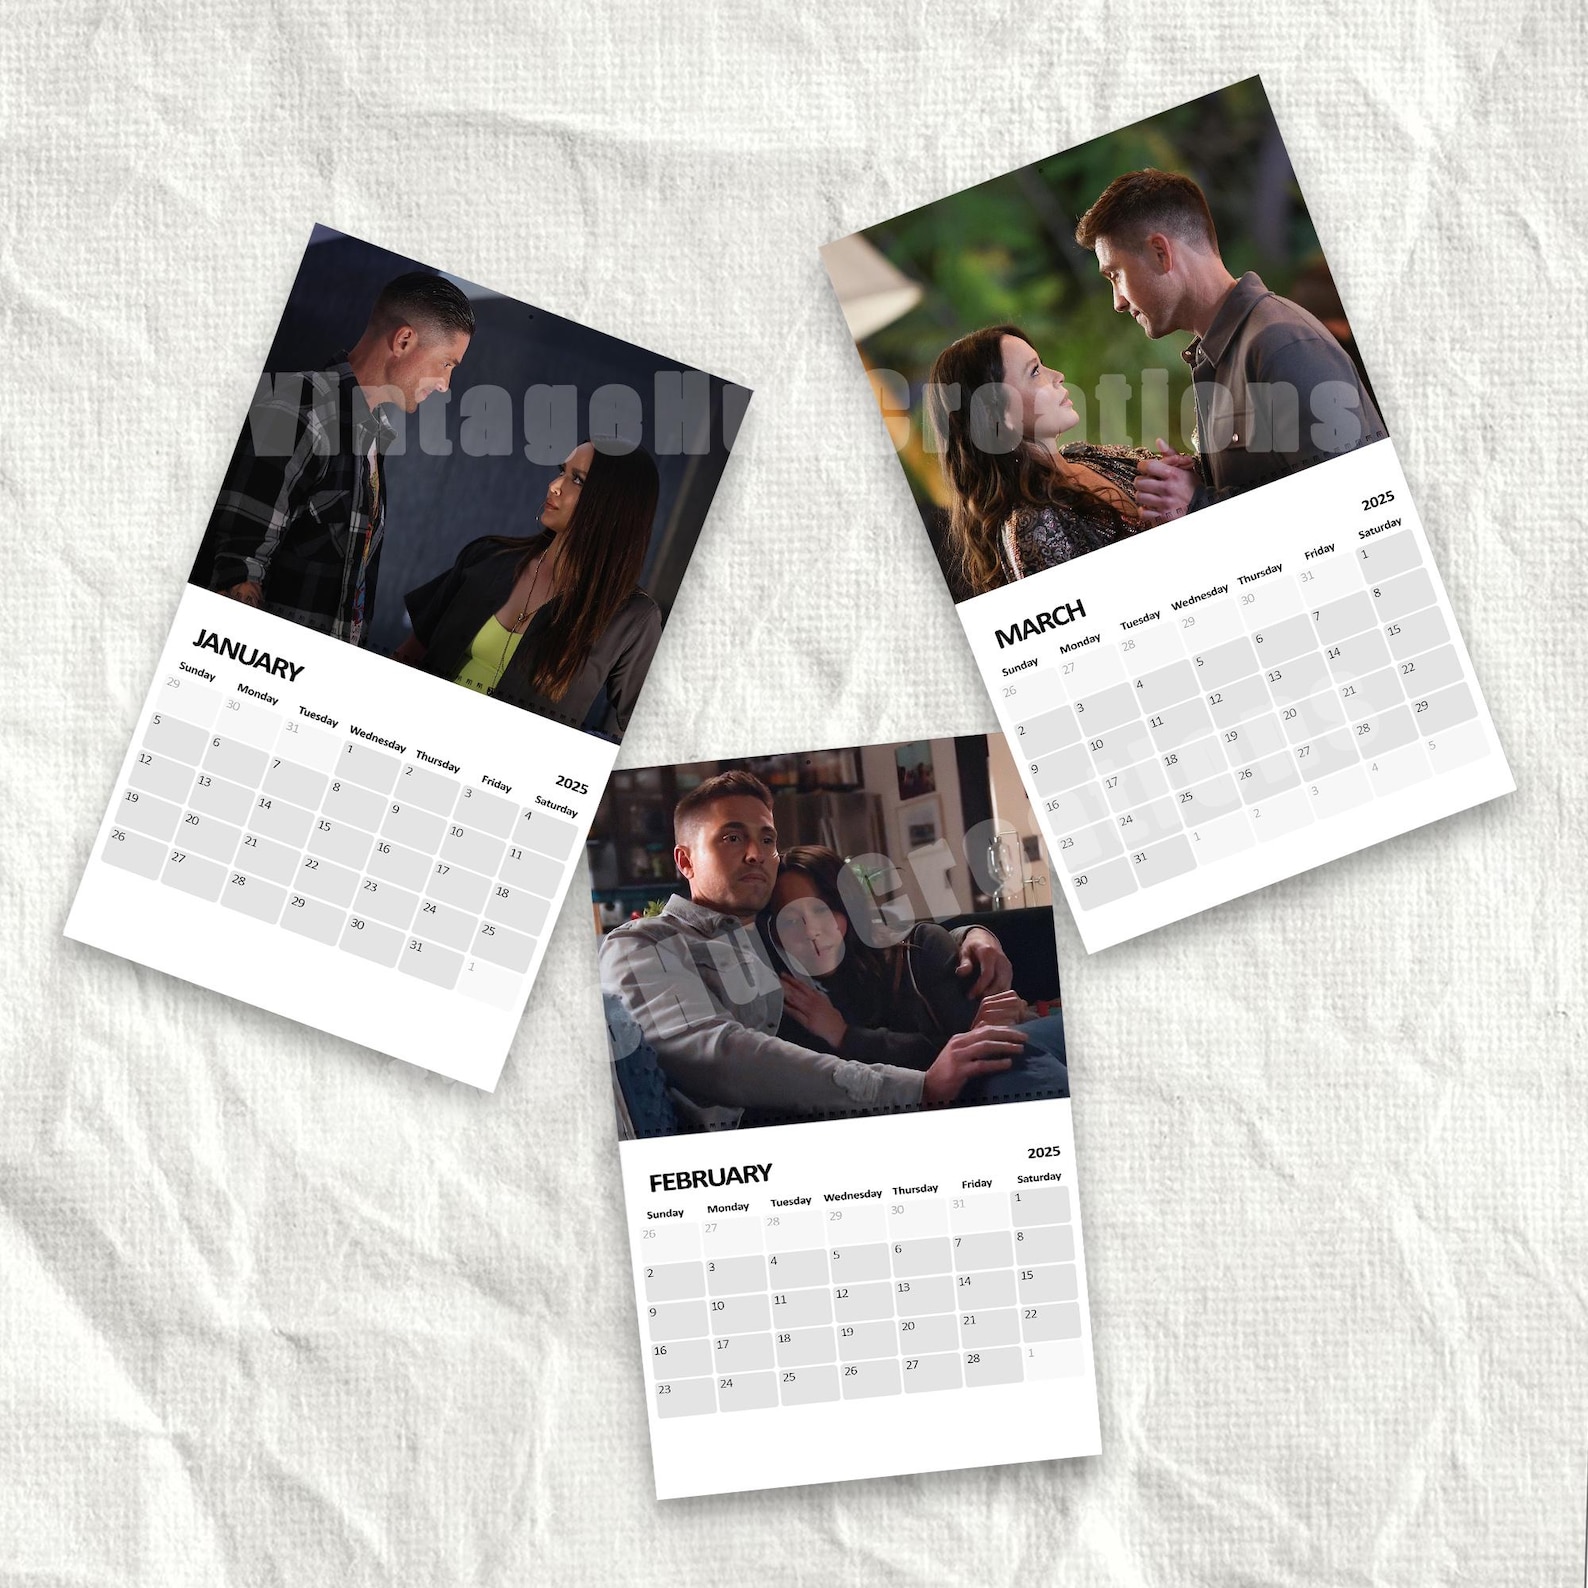 VintageHu Creations
JANUARY
2025
Sunday Monday Tuesday Wednesday Thursday Friday Saturday
29 30 31 1 2 3 4
5 6 7 8 9 10 11
12 13 14 15 16 17 18
19 20 21 22 23 24 25
26 27 28 29 30 31 1
MARCH
2025
Sunday Monday Tuesday Wednesday Thursday Friday Saturday
26 27 28 29 30 31 1
2 3 4 5 6 7 8
9 10 11 12 13 14 15
16 17 18 19 20 21 22
23 24 25 26 27 28 29
30 31 1 2 3 4 5
HueCreations
FEBRUARY
2025
Sunday Monday Tuesday Wednesday Thursday Friday Saturday
26 27 28 29 30 31 1
2 3 4 5 6 7 8
9 10 11 12 13 14 15
16 17 18 19 20 21 22
23 24 25 26 27 28 1